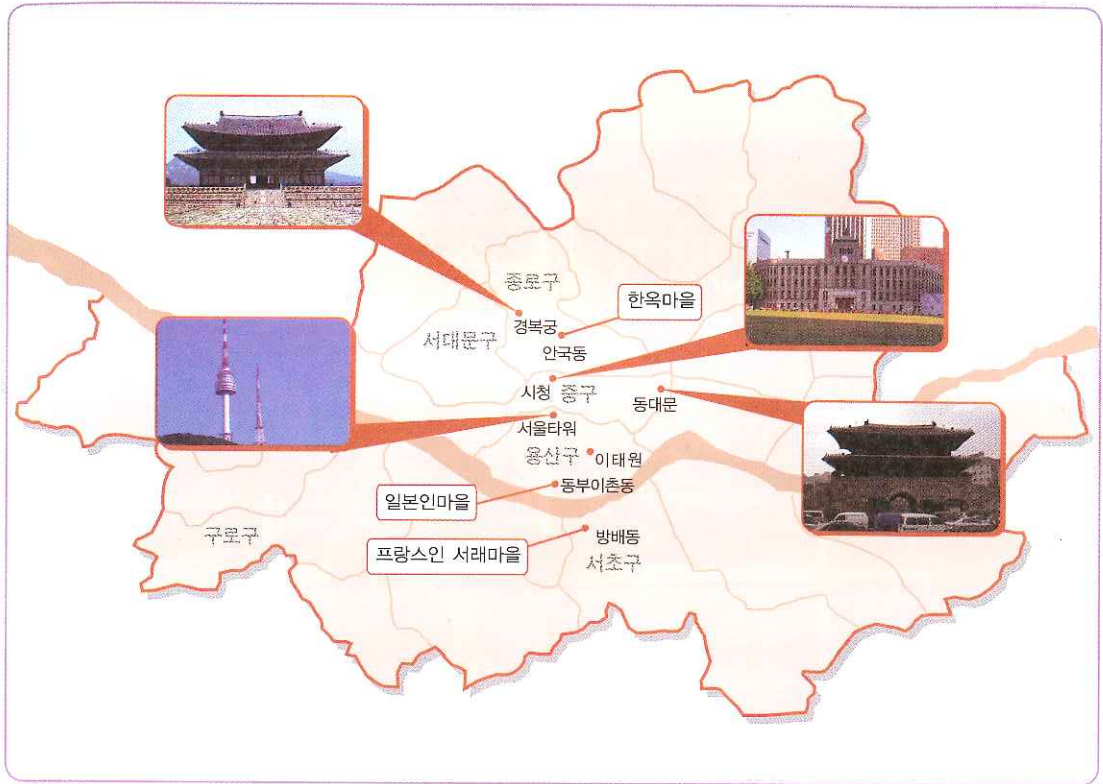 종로구
한옥마을
경복궁
서대문구
안국동
시청
중구
동대문
서울타워
용산구
이태원
동부이촌동
일본인마을
방배동
구로구
프랑스인 서래마을
서초구